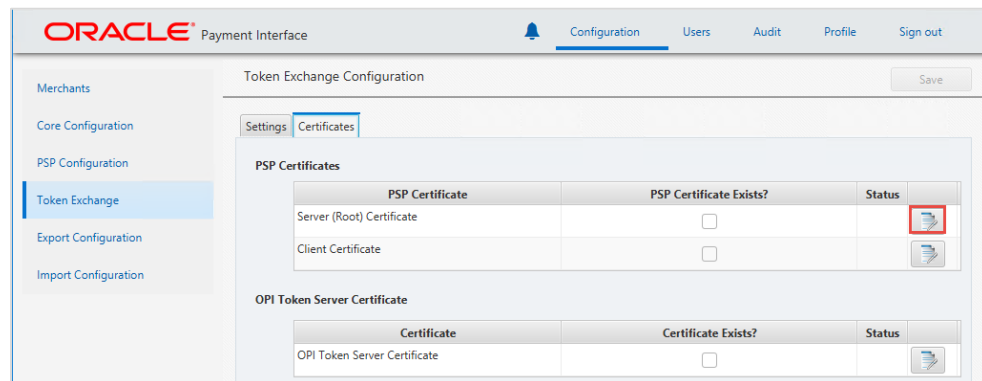 ORACLE® Payment Interface
Configuration Users Audit Profile Sign out
Token Exchange Configuration
Save
Merchants
Core Configuration
PSP Configuration
Token Exchange
Export Configuration
Import Configuration
Settings Certificates
PSP Certificates
PSP Certificate PSP Certificate Exists? Status
Server (Root) Certificate
Client Certificate
OPI Token Server Certificate
Certificate Certificate Exists? Status
OPI Token Server Certificate